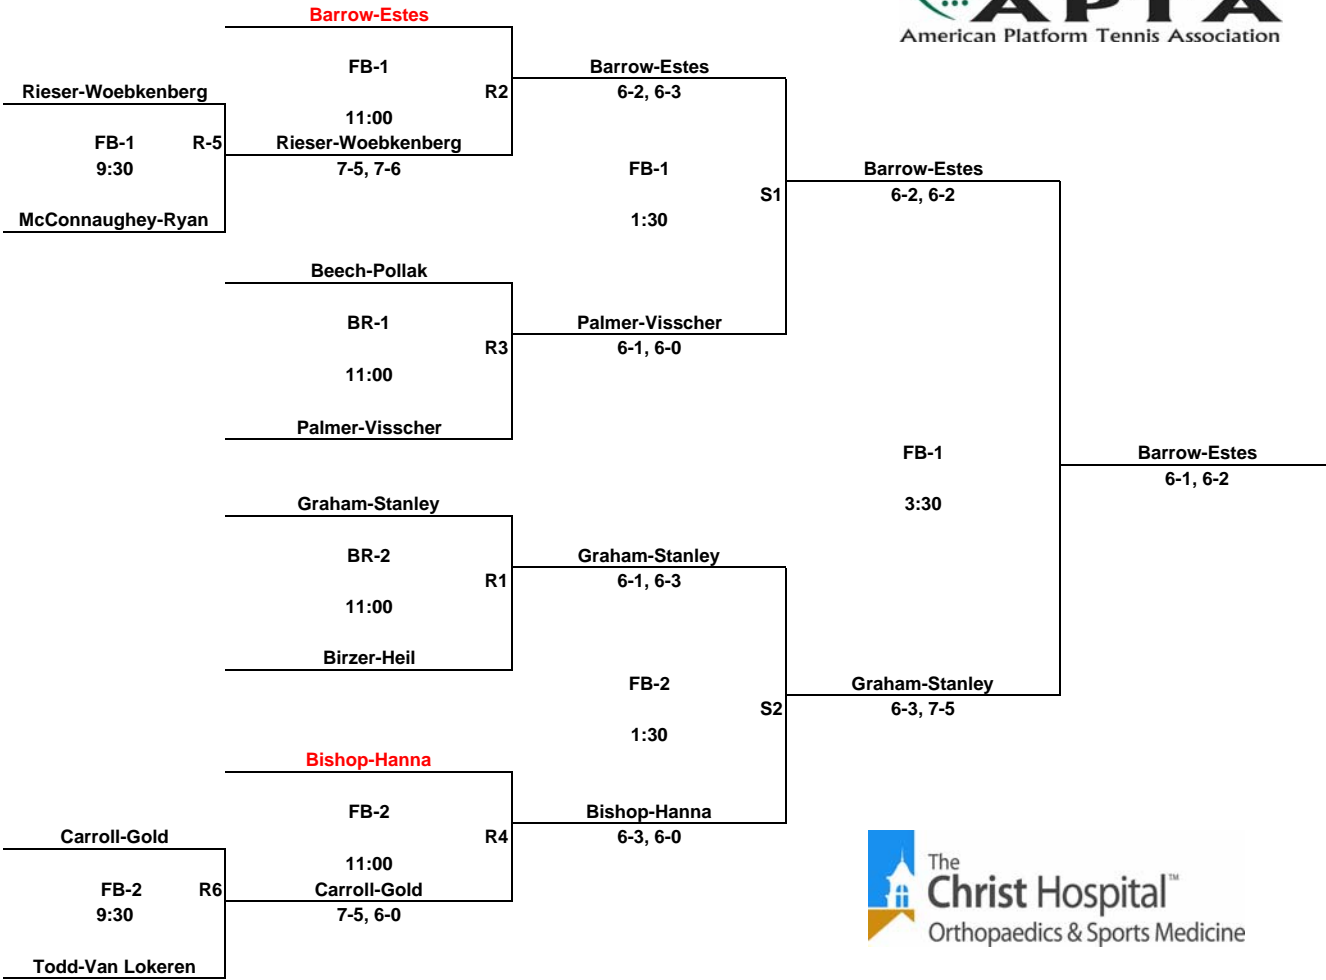 Barrow-Estes
APTA
American Platform Tennis Association
FB-1
Barrow-Estes
Rieser-Woebkenberg
R2
6-2, 6-3
11:00
FB-1
R-5
Rieser-Woebkenberg
9:30
7-5, 7-6
FB-1
Barrow-Estes
S1
6-2, 6-2
McConnaughey-Ryan
1:30
Beech-Pollak
BR-1
Palmer-Visscher
R3
6-1, 6-0
11:00
Palmer-Visscher
FB-1
Barrow-Estes
6-1, 6-2
Graham-Stanley
3:30
BR-2
Graham-Stanley
R1
6-1, 6-3
11:00
Birzer-Heil
FB-2
Graham-Stanley
S2
6-3, 7-5
1:30
Bishop-Hanna
FB-2
Bishop-Hanna
Carroll-Gold
R4
6-3, 6-0
11:00
FB-2
R6
Carroll-Gold
9:30
7-5, 6-0
Todd-Van Lokeren
The
Christ Hospital™
Orthopaedics & Sports Medicine